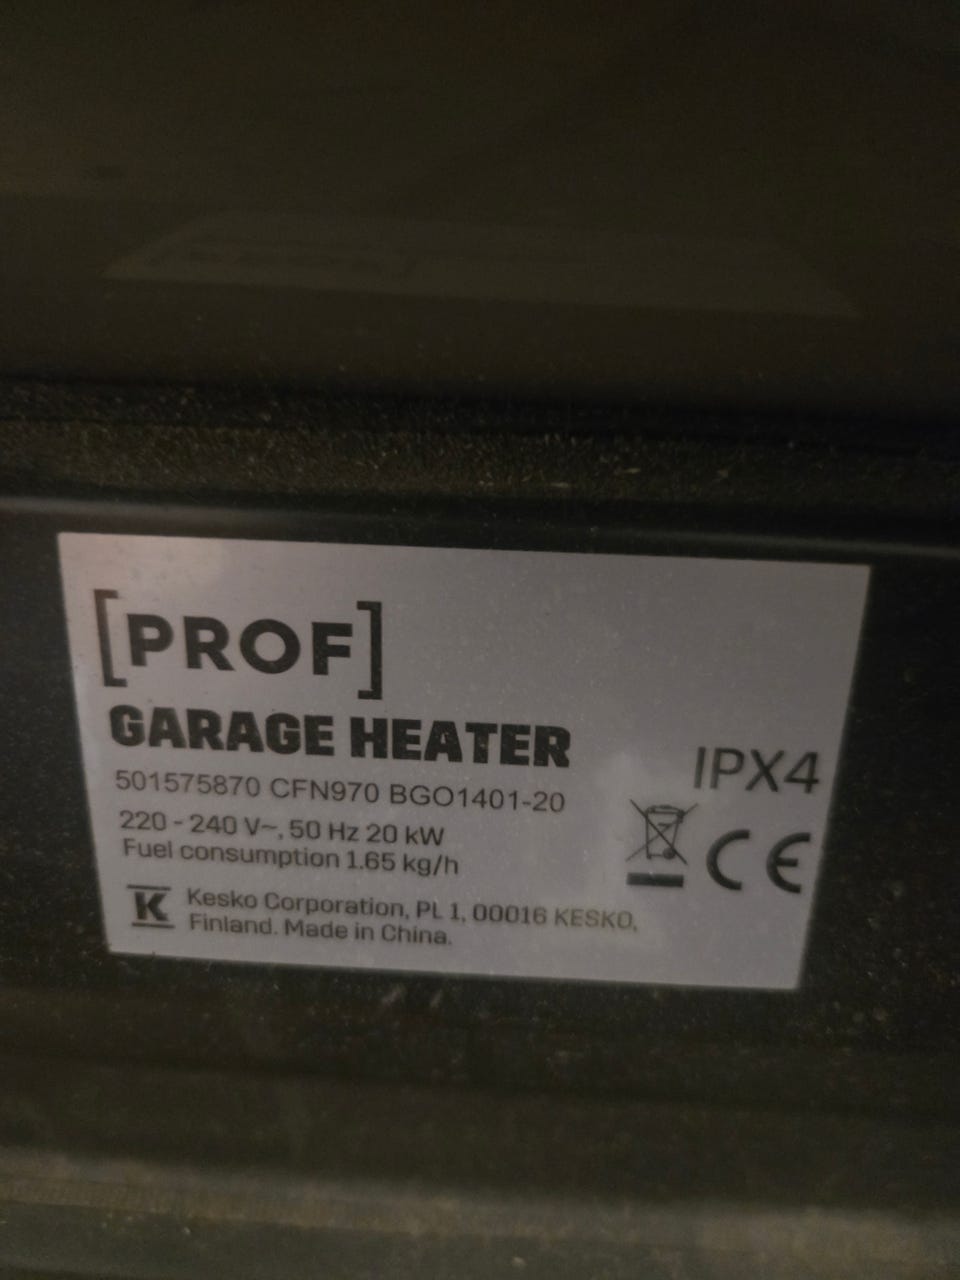 [PROF]
GARAGE HEATER
501575870 CFN970 BGO1401-20
220 - 240 V~, 50 Hz 20 kW
Fuel consumption 1.65 kg/h
IPX4
CE
K
Kesko Corporation, PL 1, 00016 KESKO,
Finland. Made in China.